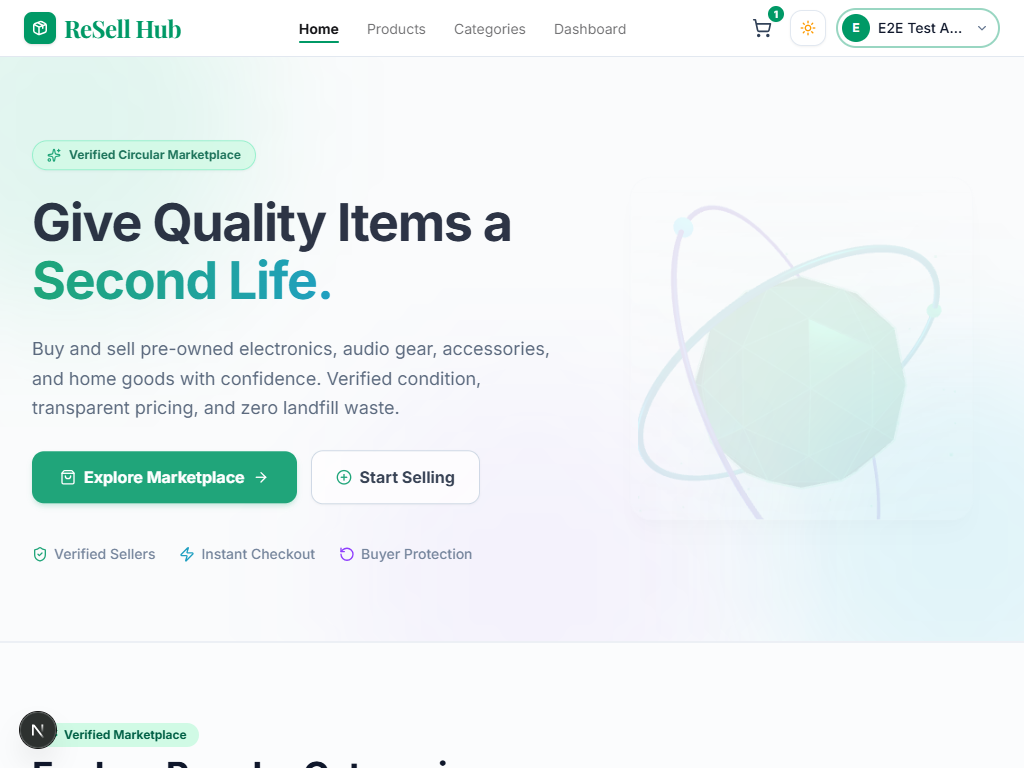 ReSell Hub
Home
Products
Categories
Dashboard
1
E
E2E Test A...
Verified Circular Marketplace
Give Quality Items a
Second Life.
Buy and sell pre-owned electronics, audio gear, accessories,
and home goods with confidence. Verified condition,
transparent pricing, and zero landfill waste.
Explore Marketplace
Start Selling
Verified Sellers
Instant Checkout
Buyer Protection
N
Verified Marketplace